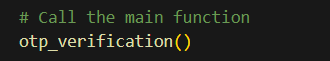 # Call the main function
otp_verification()